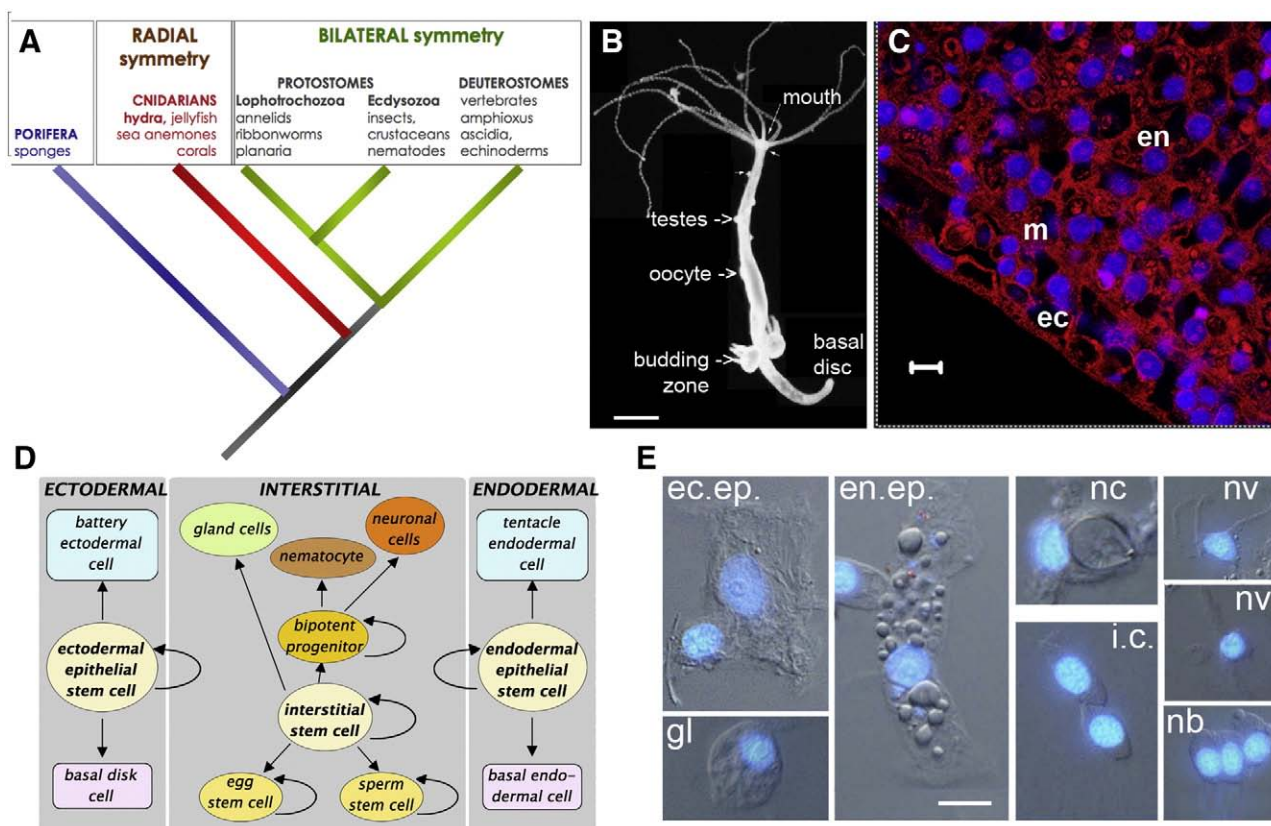 A
RADIAL
symmetry
BILATERAL symmetry
PROTOSTOMES
DEUTEROSTOMES
CNIDARIANS
hydra, jellyfish
sea anemones
corals
Lophotrochozoa
annelids
ribbonworms
planaria
Ecdysozoa
insects,
crustaceans
nematodes
vertebrates
amphioxus
ascidia,
echinoderms
PORIFERA
sponges
B
mouth
testes ->
oocyte ->
budding ->
zone
basal
disc
C
en
m
ec
D
ECTODERMAL
INTERSTITIAL
ENDODERMAL
battery
ectodermal
cell
gland cells
nematocyte
neuronal
cells
tentacle
endodermal
cell
ectodermal
epithelial
stem cell
bipotent
progenitor
endodermal
epithelial
stem cell
interstitial
stem cell
basal disk
cell
egg
stem cell
sperm
stem cell
basal endo-
dermal cell
E
ec.ep.
en.ep.
nc
nv
nv
i.c.
gl
nb